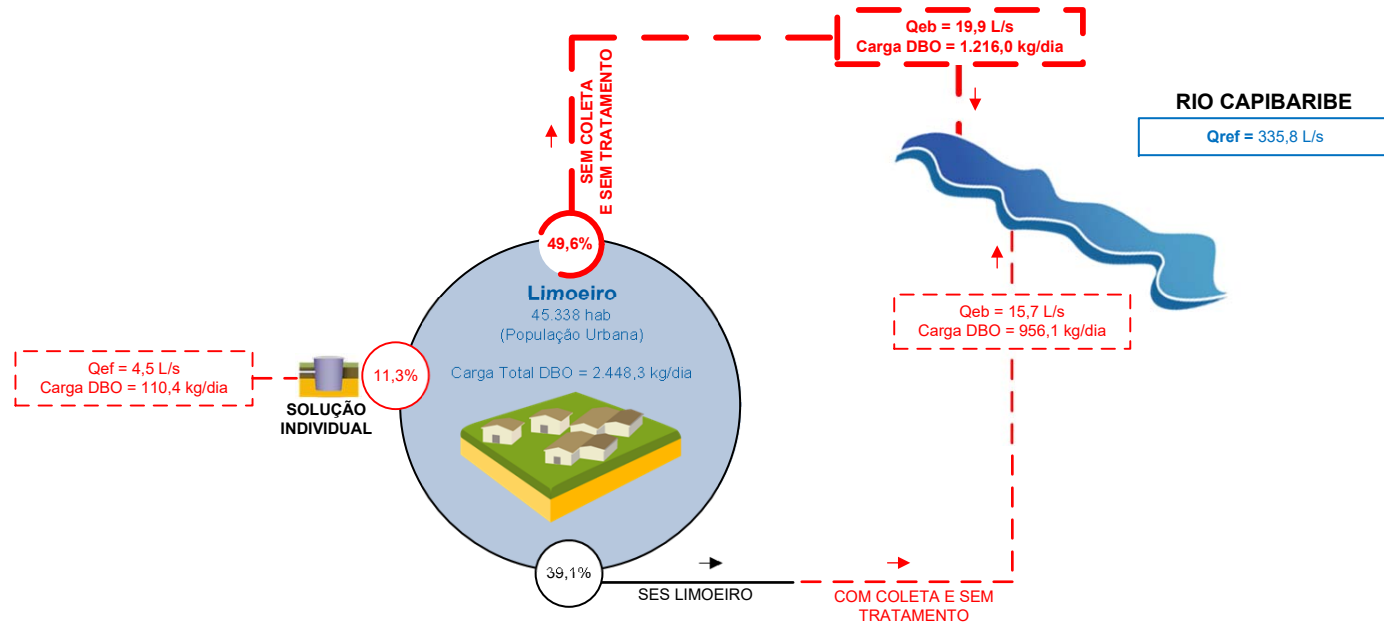 Qeb = 19,9 L/s
Carga DBO = 1.216,0 kg/dia
RIO CAPIBARIBE
Qref = 335,8 L/s
SEM COLETA
E SEM TRATAMENTO
49,6%
Limoeiro
45.338 hab
(População Urbana)
Carga Total DBO = 2.448,3 kg/dia
Qef = 4,5 L/s
Carga DBO = 110,4 kg/dia
11,3%
SOLUÇÃO
INDIVIDUAL
Qeb = 15,7 L/s
Carga DBO = 956,1 kg/dia
39,1%
SES LIMOEIRO
COM COLETA E SEM
TRATAMENTO